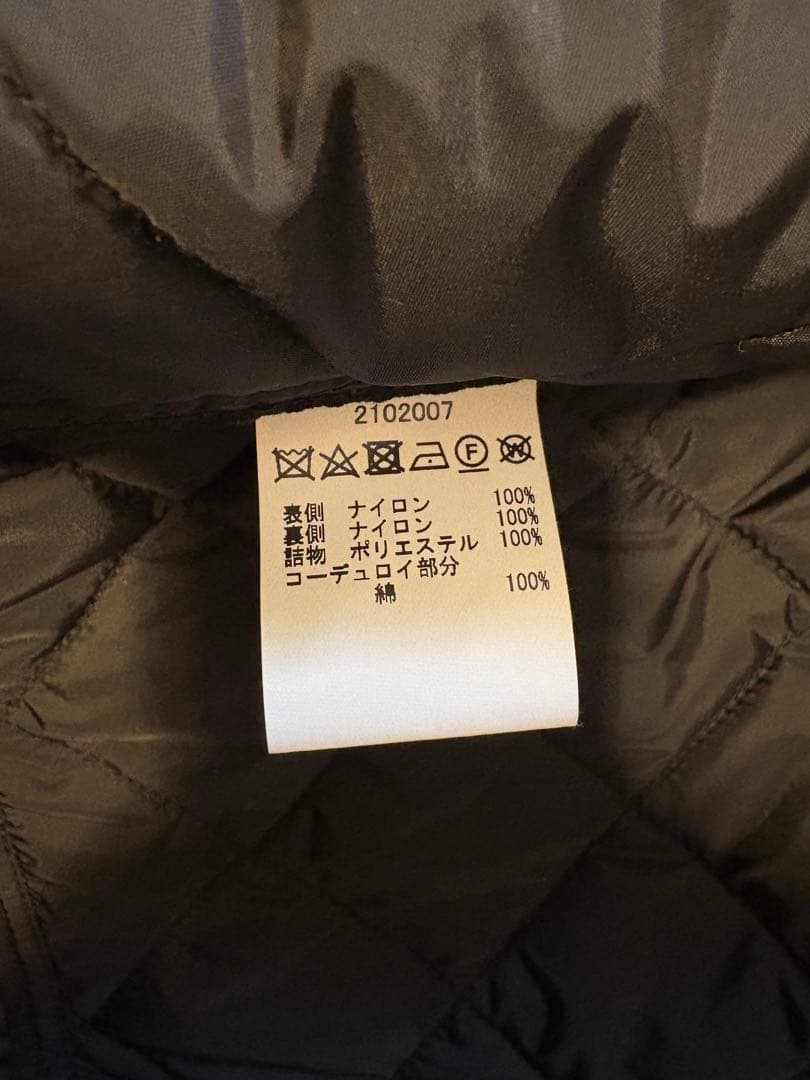 2102007
F W
表側 ナイロン 100%
裏側 ナイロン 100%
詰物 ポリエステル 100%
コーデュロイ部分
綿 100%